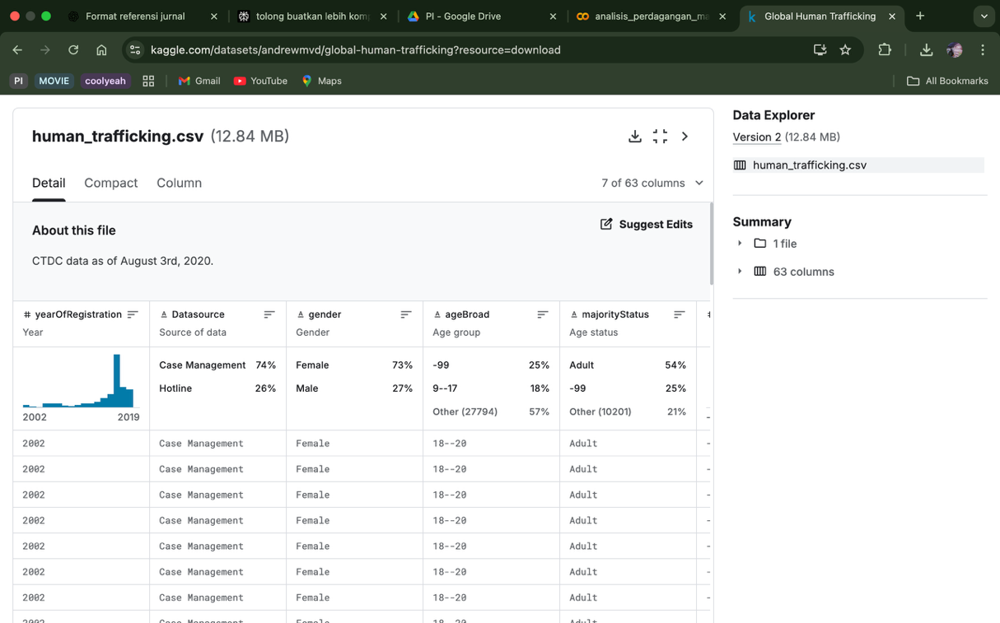 Format referensi jurnal
tolong buatkan lebih komp
PI - Google Drive
analisis_perdagangan_ma
Global Human Trafficking
kaggle.com/datasets/andrewmvd/global-human-trafficking?resource=download
PI MOVIE coolyeah Gmail YouTube Maps All Bookmarks
human_trafficking.csv (12.84 MB)
Detail Compact Column 7 of 63 columns
About this file
Suggest Edits
CTDC data as of August 3rd, 2020.
# yearOfRegistration Datasource gender ageBroad majorityStatus
Year Source of data Gender Age group Age status
Case Management 74% Female 73% -99 25% Adult 54%
Hotline 26% Male 27% 9--17 18% -99 25%
Other (27794) 57% Other (10201) 21%
2002 2019
2002 Case Management Female 18--20 Adult
2002 Case Management Female 18--20 Adult
2002 Case Management Female 18--20 Adult
2002 Case Management Female 18--20 Adult
2002 Case Management Female 18--20 Adult
2002 Case Management Female 18--20 Adult
2002 Case Management Female 18--20 Adult
2002 Case Management Female 18--20 Adult
Data Explorer
Version 2 (12.84 MB)
human_trafficking.csv
Summary
1 file
63 columns